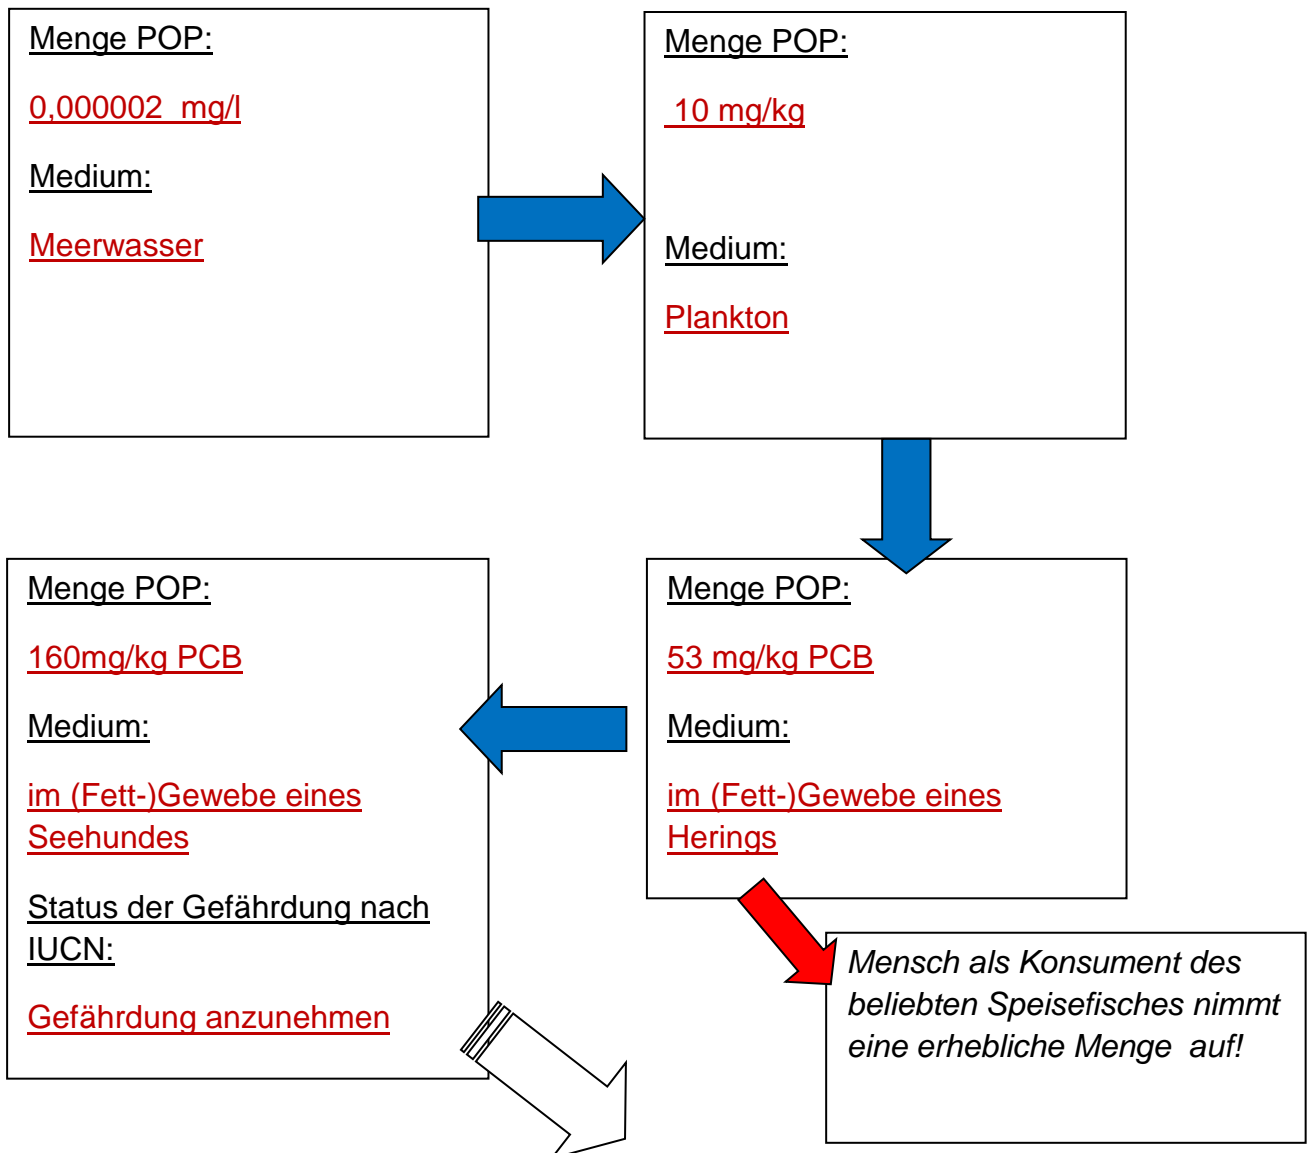 Menge POP:
0,000002  mg/l
Medium:
Meerwasser
Menge POP:
10 mg/kg
Medium:
Plankton
Menge POP:
160mg/kg PCB
Medium:
im (Fett-)Gewebe eines
Seehundes
Status der Gefährdung nach
IUCN:
Gefährdung anzunehmen
Menge POP:
53 mg/kg PCB
Medium:
im (Fett-)Gewebe eines
Herings
Mensch als Konsument des
beliebten Speisefisches nimmt
eine erhebliche Menge  auf!